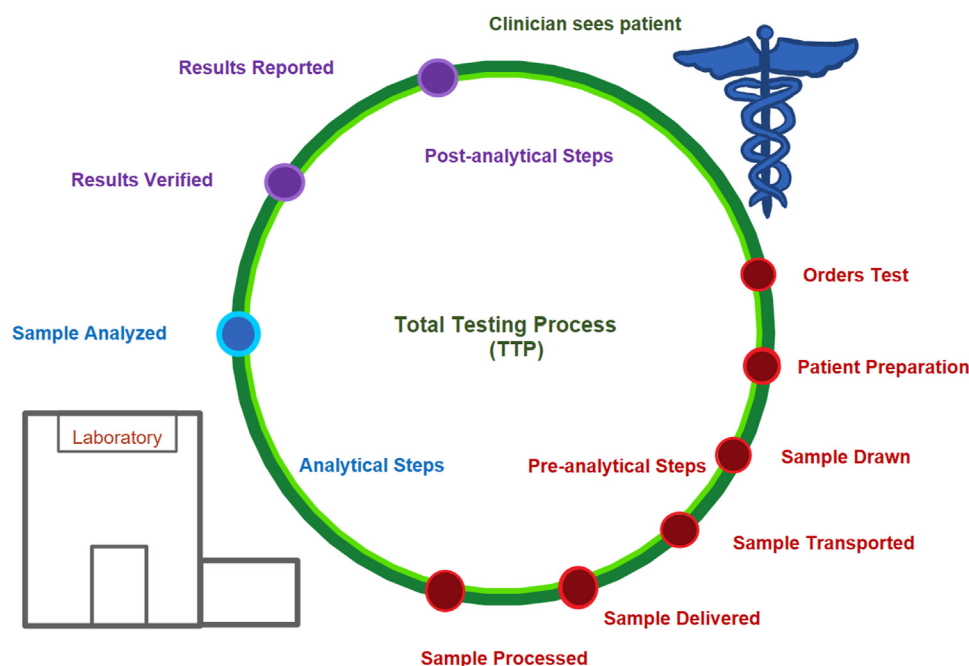 Clinician sees patient
Results Reported
Post-analytical Steps
Results Verified
Orders Test
Sample Analyzed
Total Testing Process
(TTP)
Patient Preparation
Laboratory
Analytical Steps
Pre-analytical Steps
Sample Drawn
Sample Transported
Sample Delivered
Sample Processed